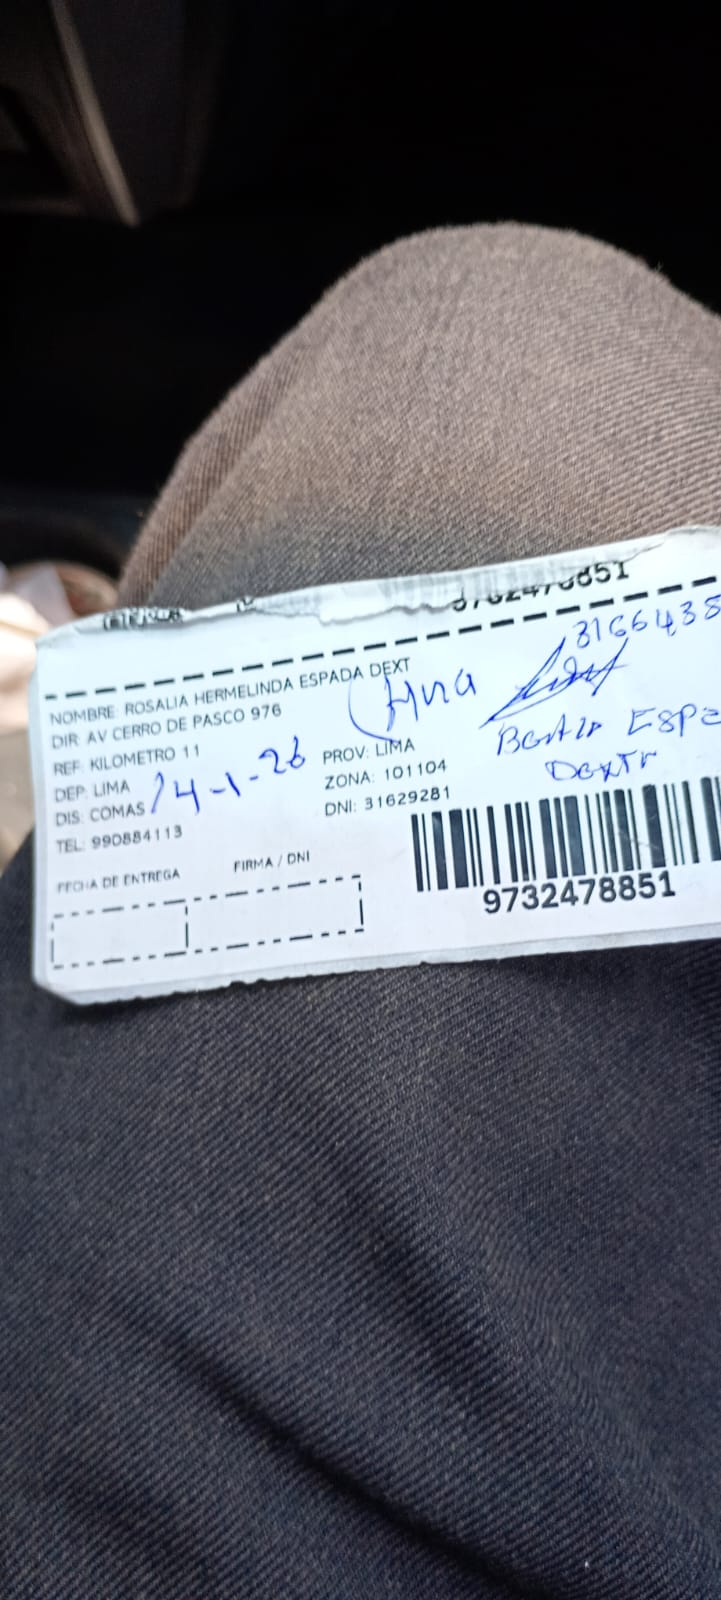 NOMBRE: ROSALIA HERMELINDA ESPADA DEXT
DIR: AV CERRO DE PASCO 976
REF: KILOMETRO 11
DEP: LIMA
PROV: LIMA
DIS: COMAS
ZONA: 101104
TEL: 990884113
DNI: 31629281
14-1-26
3166438
FECHA DE ENTREGA
FIRMA / DNI
9732478851